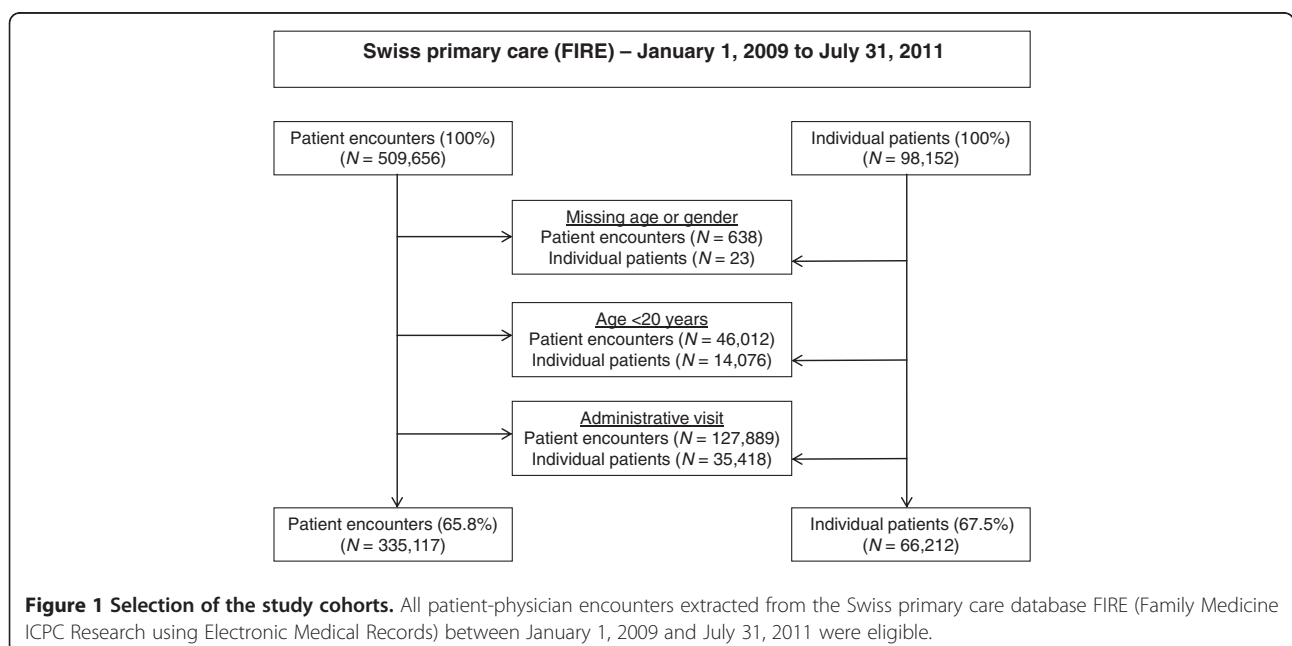 Swiss primary care (FIRE) – January 1, 2009 to July 31, 2011
Patient encounters (100%)
(N = 509,656)
Individual patients (100%)
(N = 98,152)
Missing age or gender
Patient encounters (N = 638)
Individual patients (N = 23)
Age <20 years
Patient encounters (N = 46,012)
Individual patients (N = 14,076)
Administrative visit
Patient encounters (N = 127,889)
Individual patients (N = 35,418)
Patient encounters (65.8%)
(N = 335,117)
Individual patients (67.5%)
(N = 66,212)
Figure 1 Selection of the study cohorts. All patient-physician encounters extracted from the Swiss primary care database FIRE (Family Medicine
ICPC Research using Electronic Medical Records) between January 1, 2009 and July 31, 2011 were eligible.